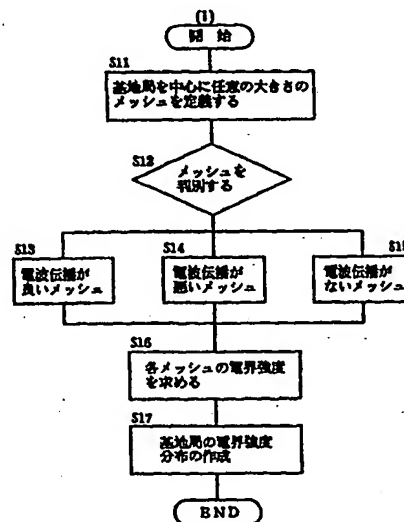 (1)
開 始
S11
基地局を中心に任意の大きさの
メッシュを定義する
S12
メッシュを
判別する
S13
電波伝播が
良いメッシュ
S14
電波伝播が
悪いメッシュ
S15
電波伝播が
ないメッシュ
S16
各メッシュの電界強度
を求める
S17
基地局の電界強度
分布の作成
END